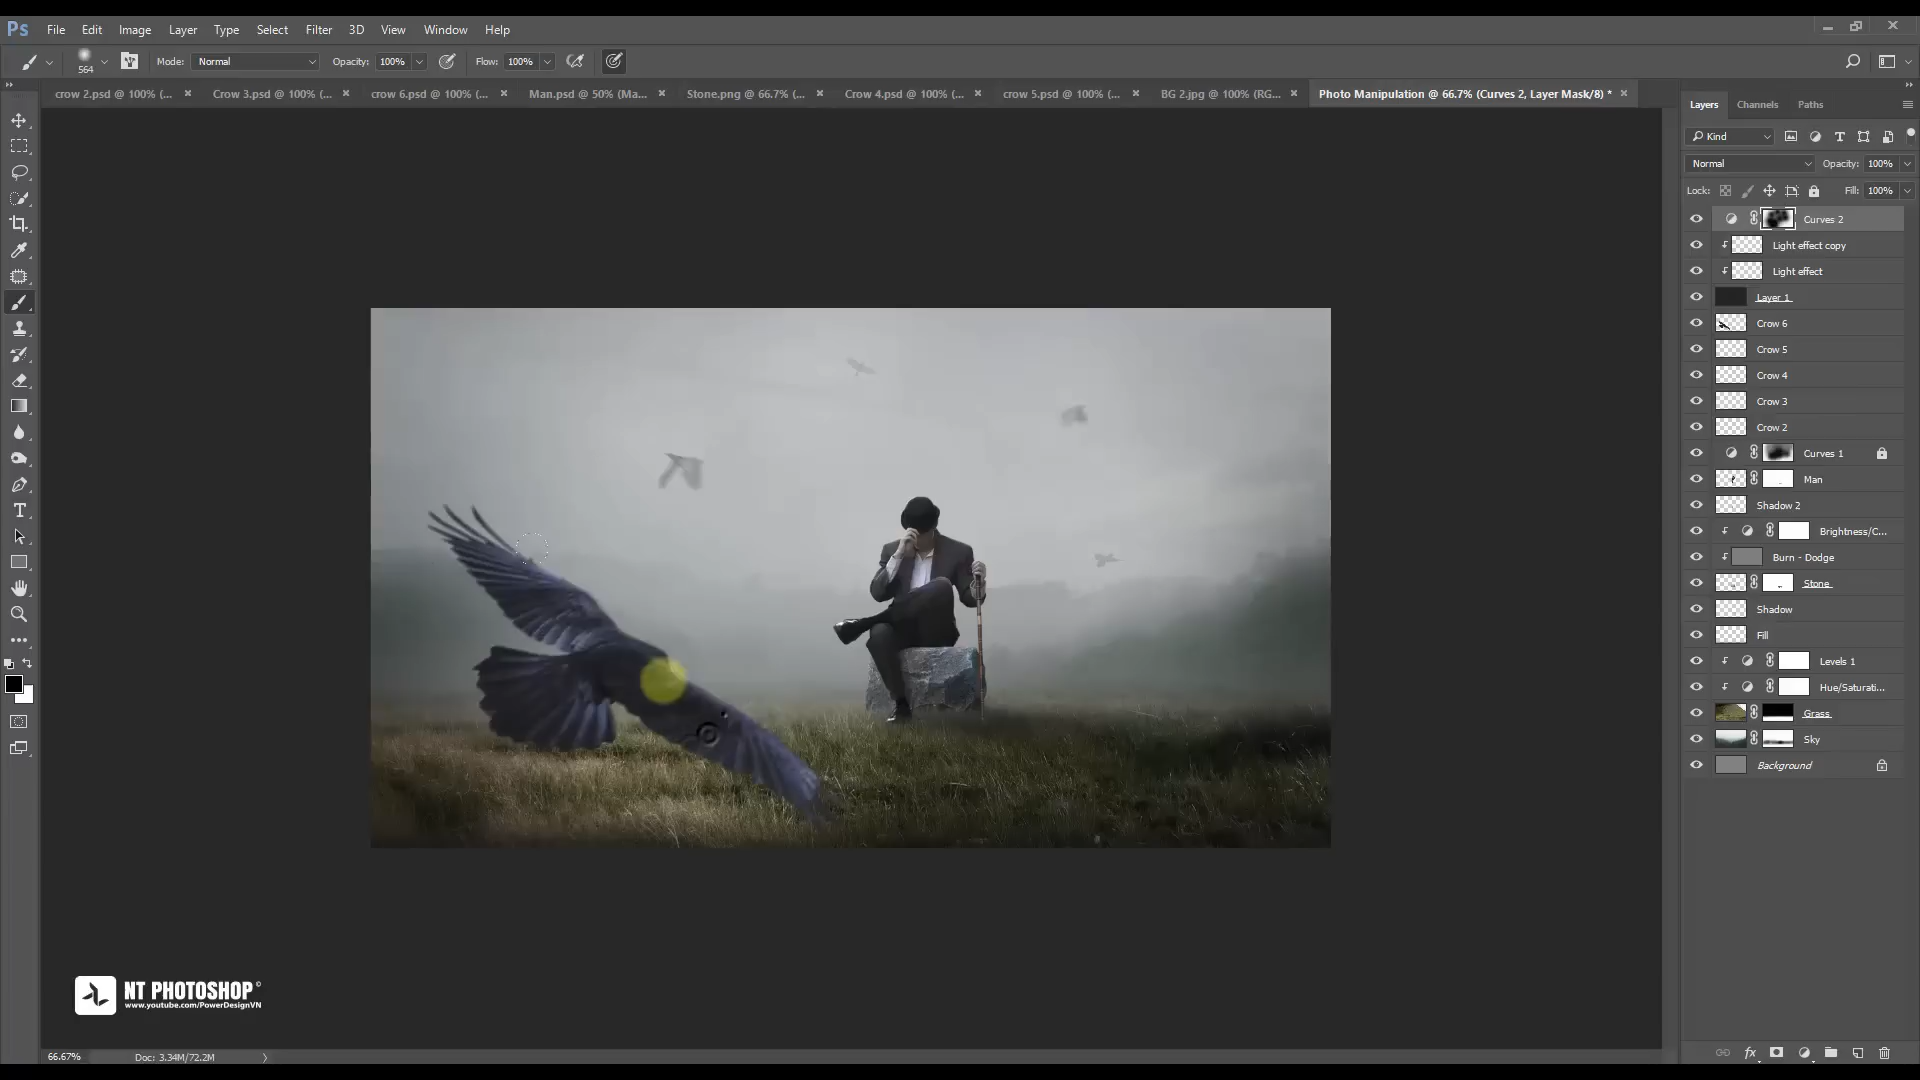 Ps File Edit Image Layer Type Select Filter 3D View Window Help
564 Mode: Normal Opacity: 100% Flow: 100%
crow 2.psd @ 100% (... × Crow 3.psd @ 100% (... × crow 6.psd @ 100% (... × Man.psd @ 50% (Ma... × Stone.png @ 66.7% (... × Crow 4.psd @ 100% (... × crow 5.psd @ 100% (... × BG 2.jpg @ 100% (RG... × Photo Manipulation @ 66.7% (Curves 2, Layer Mask/8) * ×
Layers Channels Paths
Kind
Normal Opacity: 100%
Lock: Fill: 100%
Curves 2
Light effect copy
Light effect
Layer 1
Crow 6
Crow 5
Crow 4
Crow 3
Crow 2
Curves 1
Man
Shadow 2
Brightness/C...
Burn - Dodge
Stone
Shadow
Fill
Levels 1
Hue/Saturati...
Grass
Sky
Background
NT PHOTOSHOP©
www.youtube.com/PowerDesignVN
66.67% Doc: 3.34M/72.2M